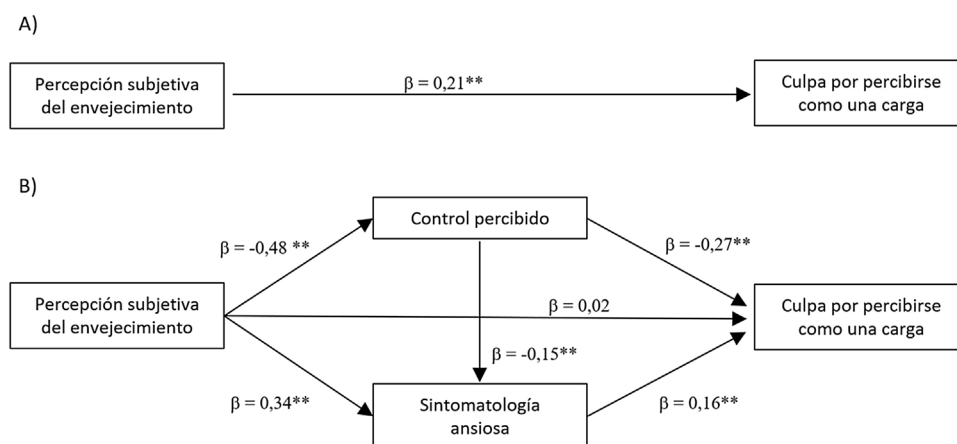 A)
Percepción subjetiva
del envejecimiento
β = 0,21**
Culpa por percibirse
como una carga
B)
Control percibido
β = -0,48 **
β = -0,27**
Percepción subjetiva
del envejecimiento
β = 0,02
Culpa por percibirse
como una carga
β = -0,15**
β = 0,34**
Sintomatología
ansiosa
β = 0,16**